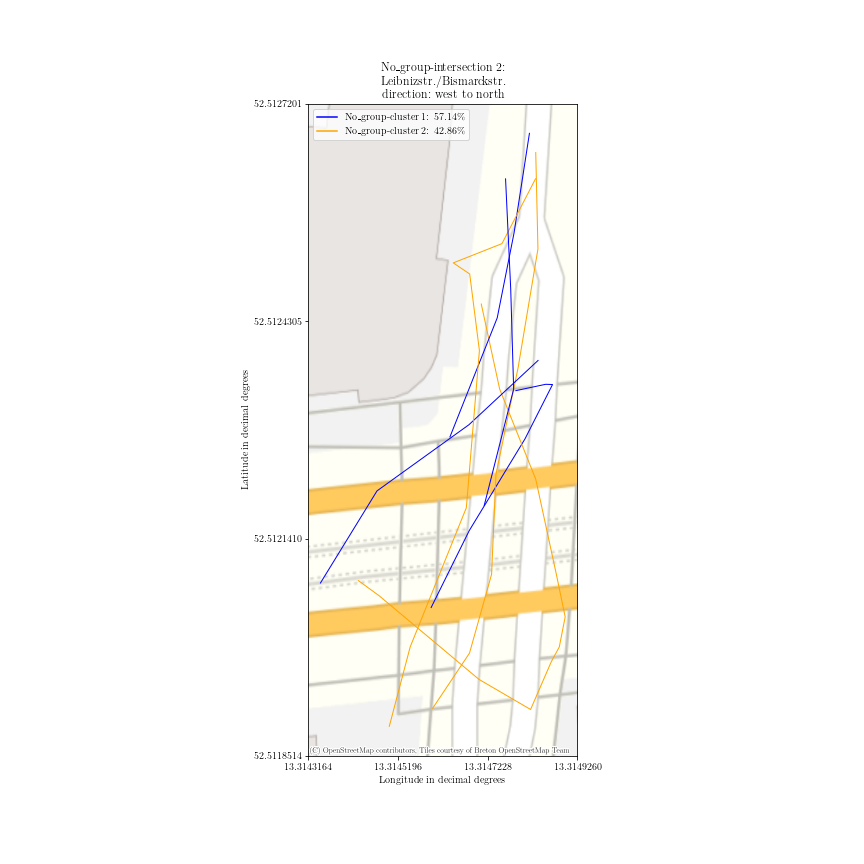 No_group-intersection 2:
Leibnizstr./Bismarckstr.
direction: west to north
52.5127201
No_group-cluster 1: 57.14%
No_group-cluster 2: 42.86%
52.5124305
Latitude in decimal degrees
52.5121410
52.5118514
(C) OpenStreetMap contributors, Tiles courtesy of Breton OpenStreetMap Team
13.3143164 13.3145196 13.3147228 13.3149260
Longitude in decimal degrees